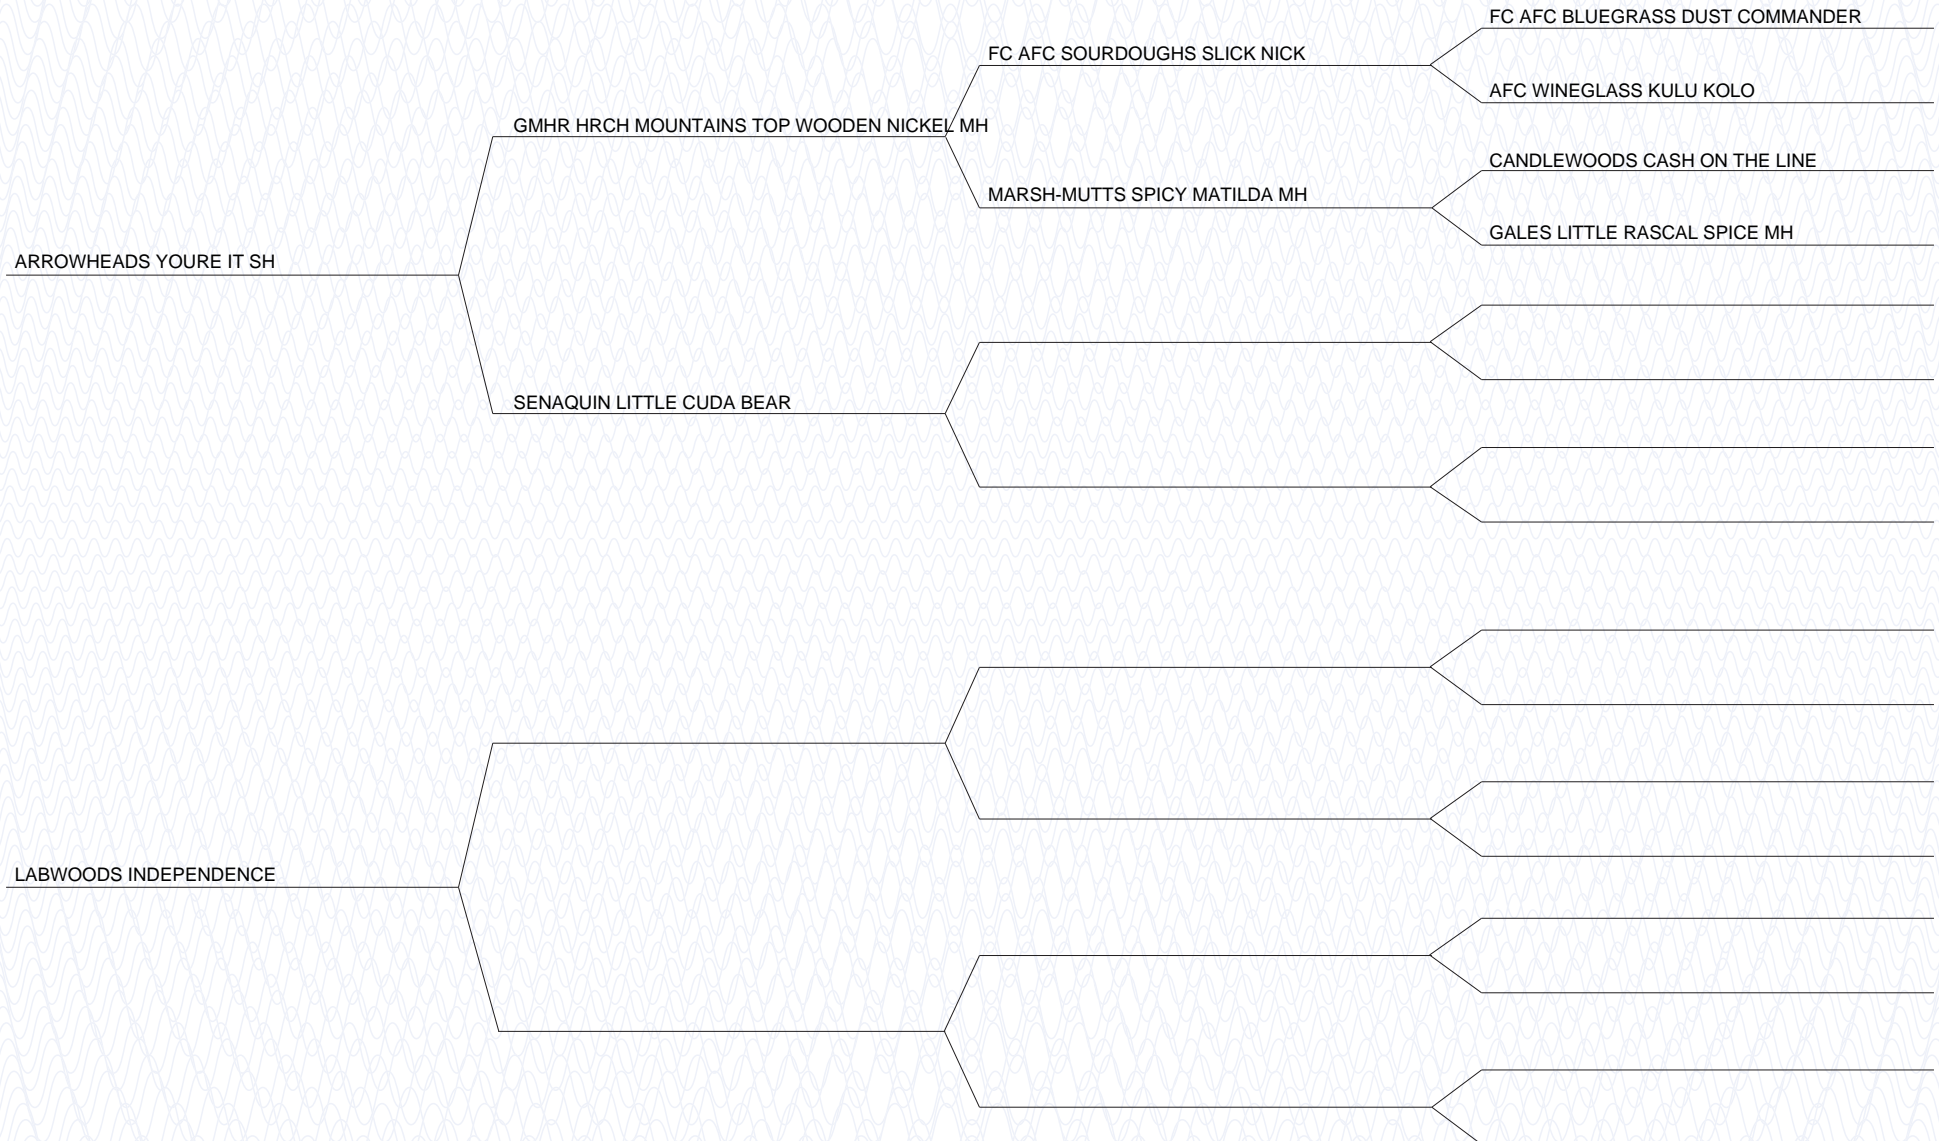 FC AFC BLUEGRASS DUST COMMANDER
FC AFC SOURDOUGHS SLICK NICK
AFC WINEGLASS KULU KOLO
GMHR HRCH MOUNTAINS TOP WOODEN NICKEL MH
CANDLEWOODS CASH ON THE LINE
MARSH-MUTTS SPICY MATILDA MH
GALES LITTLE RASCAL SPICE MH
ARROWHEADS YOURE IT SH
SENAQUIN LITTLE CUDA BEAR
LABWOODS INDEPENDENCE